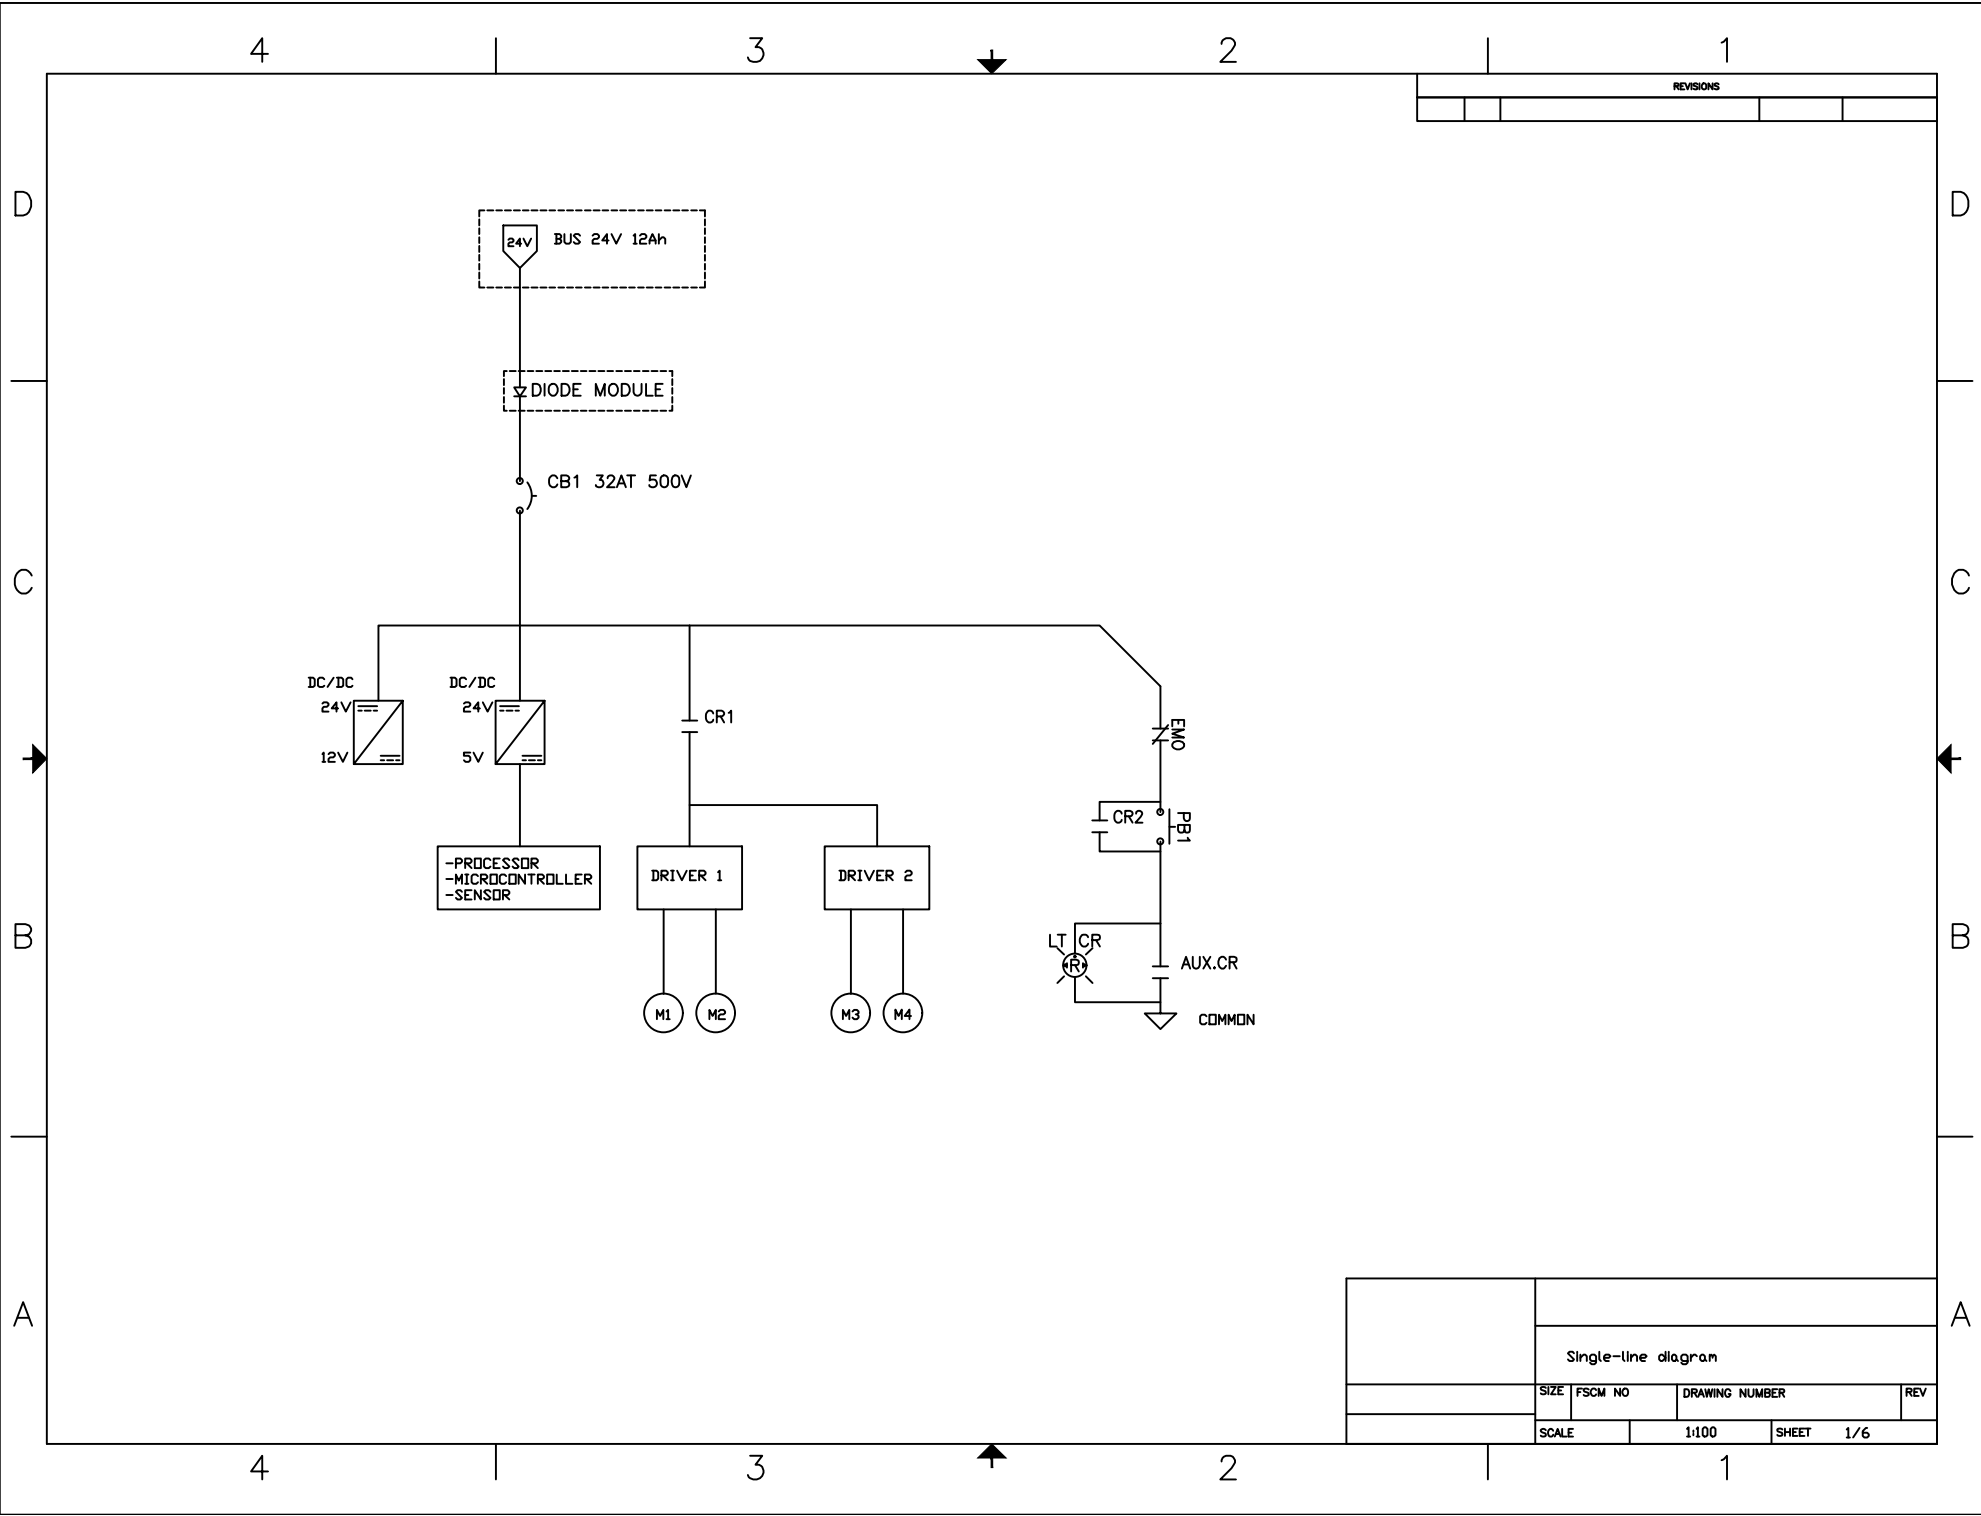 4 3 2 1
REVISIONS
D D
24V BUS 24V 12Ah
DIODE MODULE
CB1 32AT 500V
C C
DC/DC DC/DC
24V 24V
CR1
12V 5V
EMO
CR2 PB1
-PROCESSOR
-MICROCONTROLLER
-SENSOR
DRIVER 1 DRIVER 2
B B
LT CR
R AUX.CR
M1 M2 M3 M4
COMMON
A A
Single-line diagram
SIZE FSCM NO DRAWING NUMBER REV
SCALE 1:100 SHEET 1/6
4 3 2 1